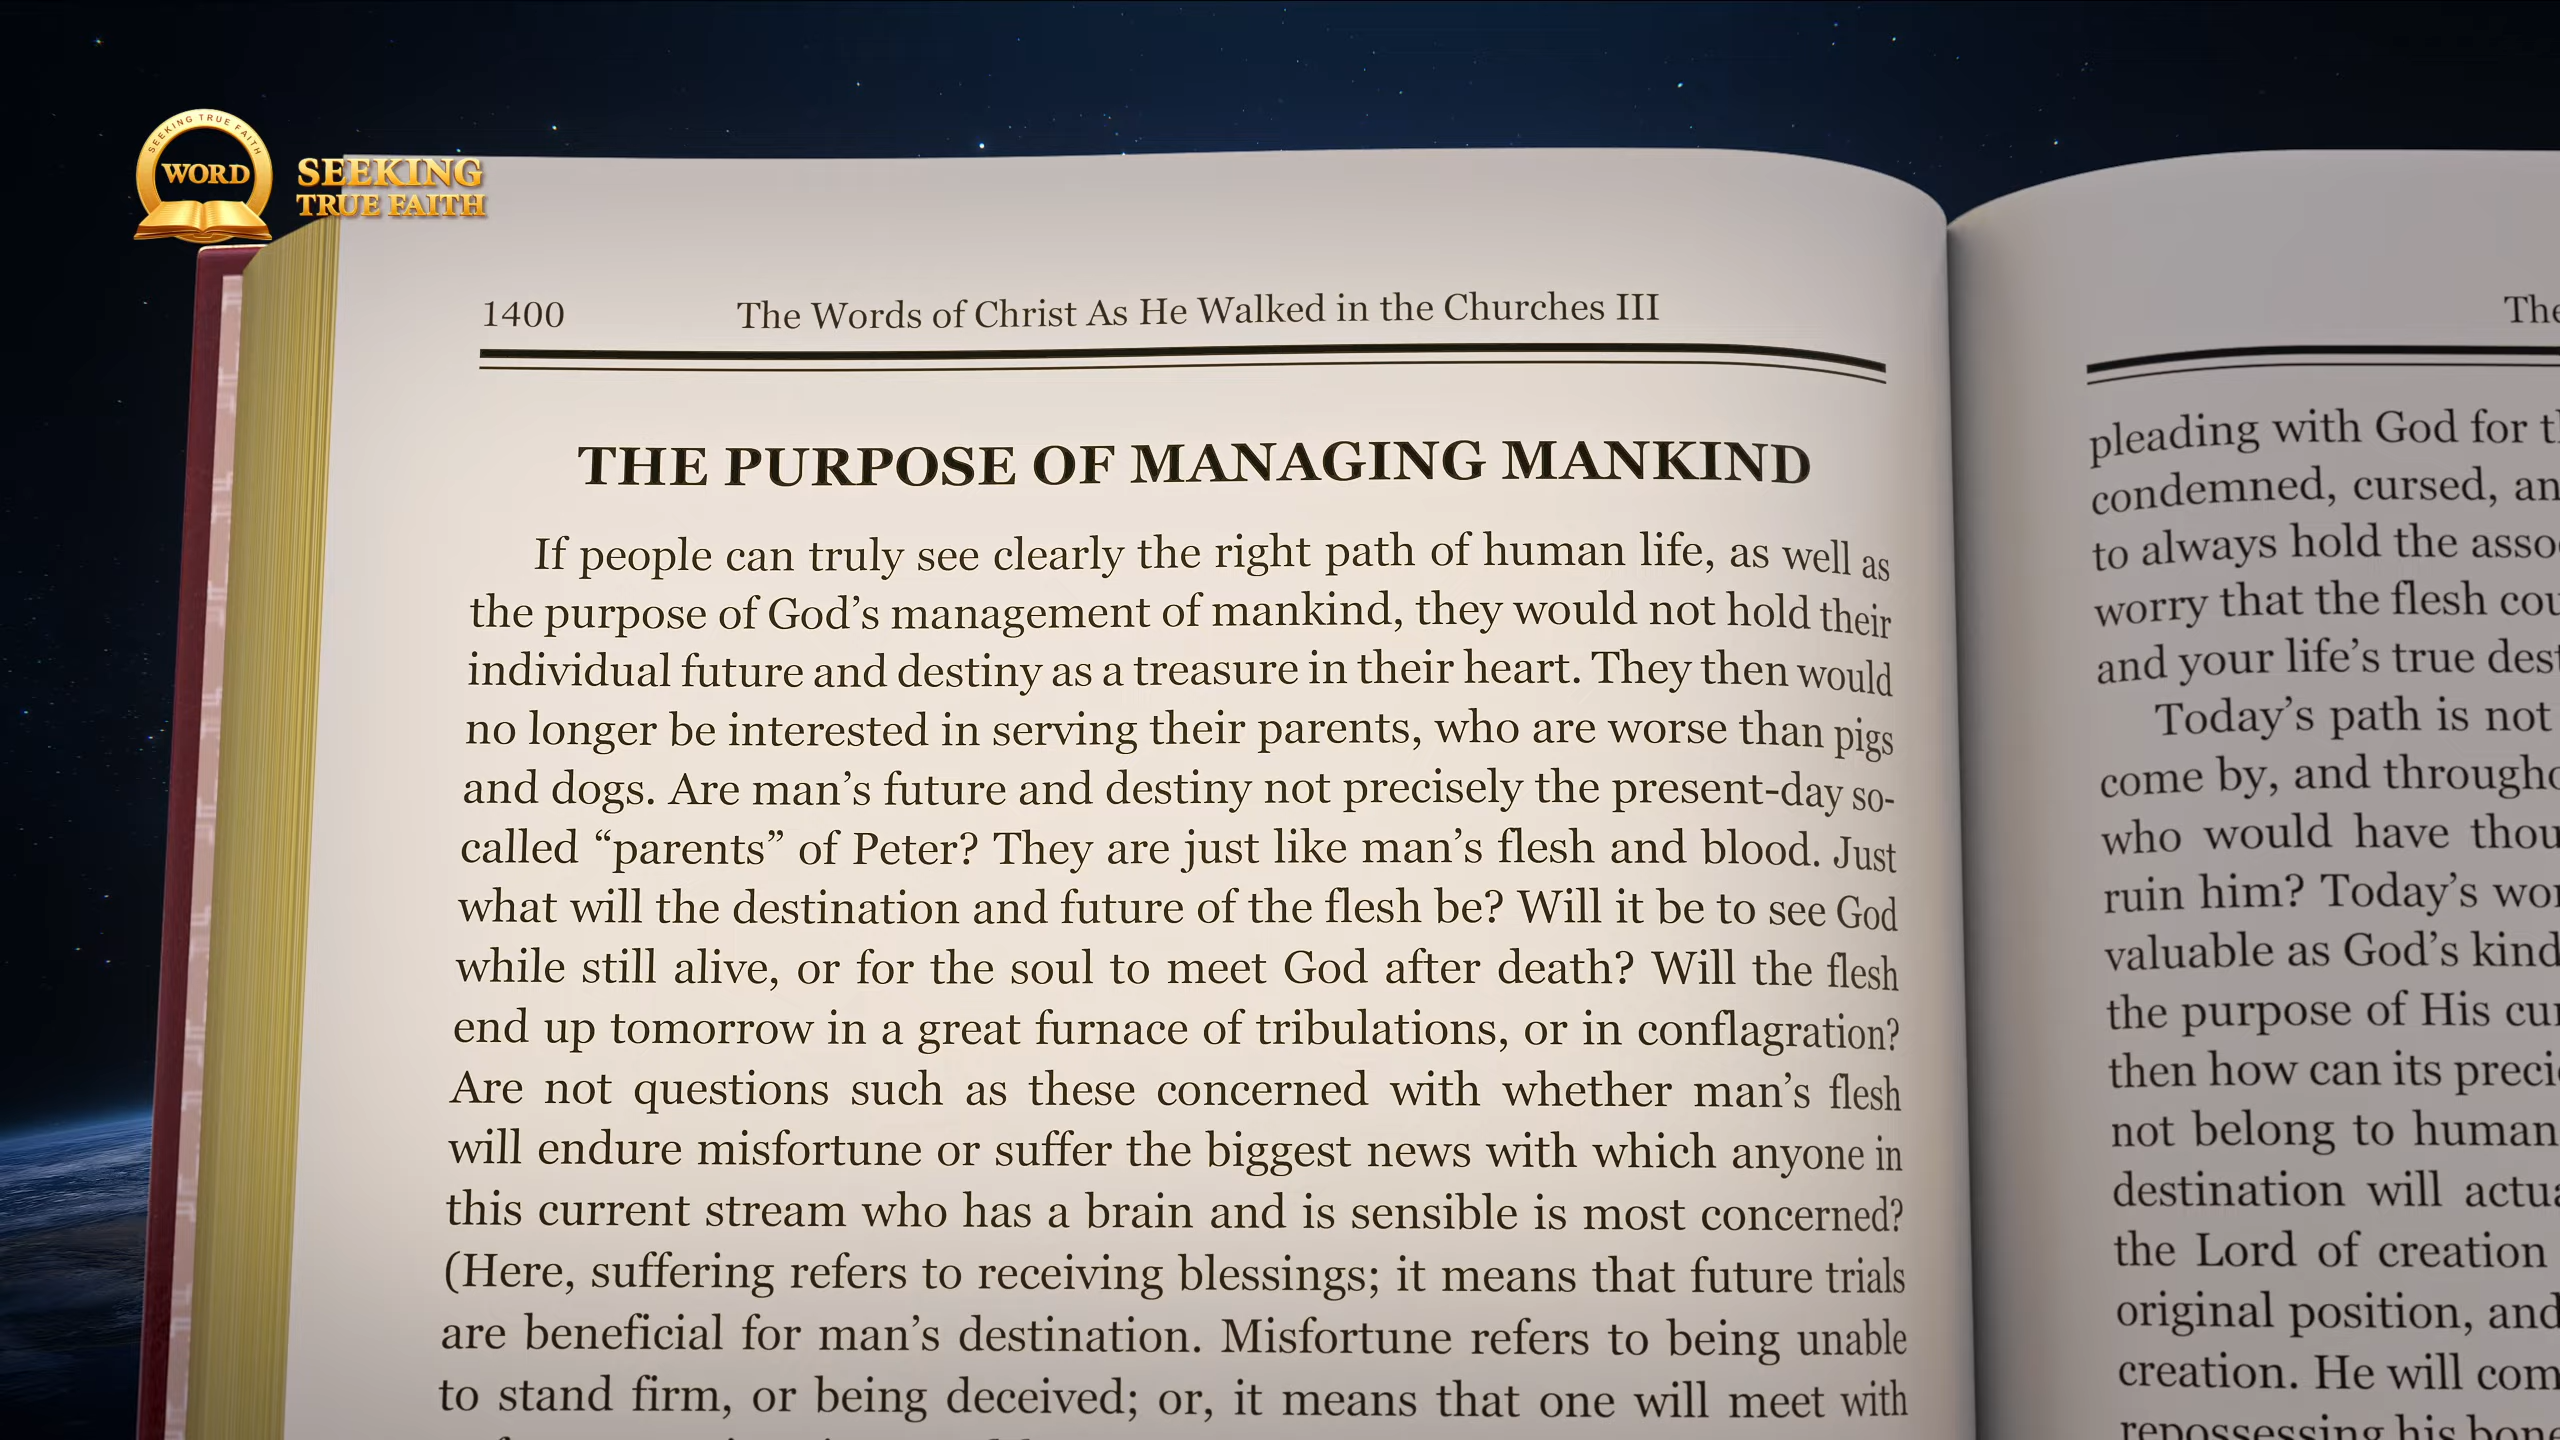 SEEKING TRUE FAITH
WORD
SEEKING
TRUE FAITH
1400
The Words of Christ As He Walked in the Churches III
THE PURPOSE OF MANAGING MANKIND
If people can truly see clearly the right path of human life, as well as
the purpose of God’s management of mankind, they would not hold their
individual future and destiny as a treasure in their heart. They then would
no longer be interested in serving their parents, who are worse than pigs
and dogs. Are man’s future and destiny not precisely the present-day so-
called “parents” of Peter? They are just like man’s flesh and blood. Just
what will the destination and future of the flesh be? Will it be to see God
while still alive, or for the soul to meet God after death? Will the flesh
end up tomorrow in a great furnace of tribulations, or in conflagration?
Are not questions such as these concerned with whether man’s flesh
will endure misfortune or suffer the biggest news with which anyone in
this current stream who has a brain and is sensible is most concerned?
(Here, suffering refers to receiving blessings; it means that future trials
are beneficial for man’s destination. Misfortune refers to being unable
to stand firm, or being deceived; or, it means that one will meet with
The
pleading with God for
condemned, cursed,
to always hold the
worry that the flesh
and your life’s true
Today’s path is not
come by, and
who would have
ruin him? Today’s
valuable as God’s
the purpose of His
then how can its
not belong to human
destination will
the Lord of creation
original position, and
creation. He will
repossessing his